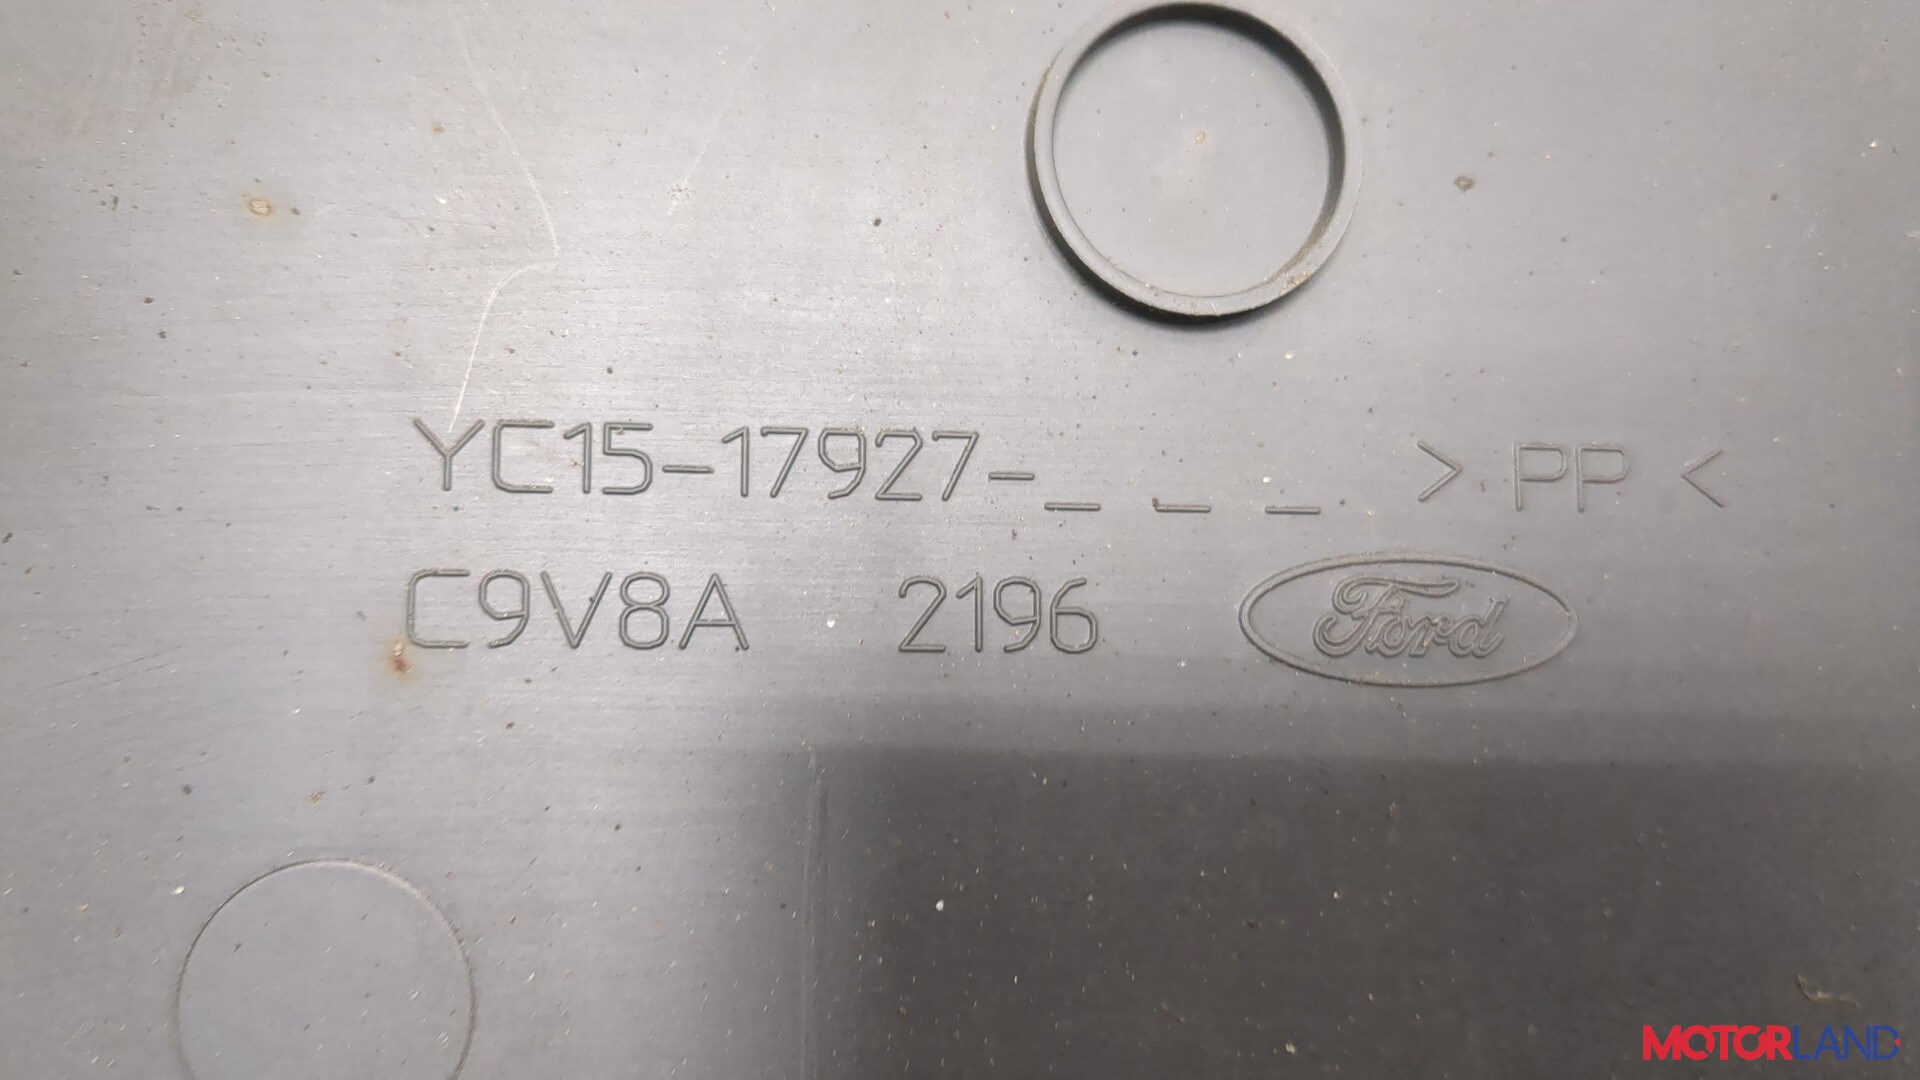 YC15-17927-_ _ _ >PP<
C9V8A 2196 Ford
MOTORLAND